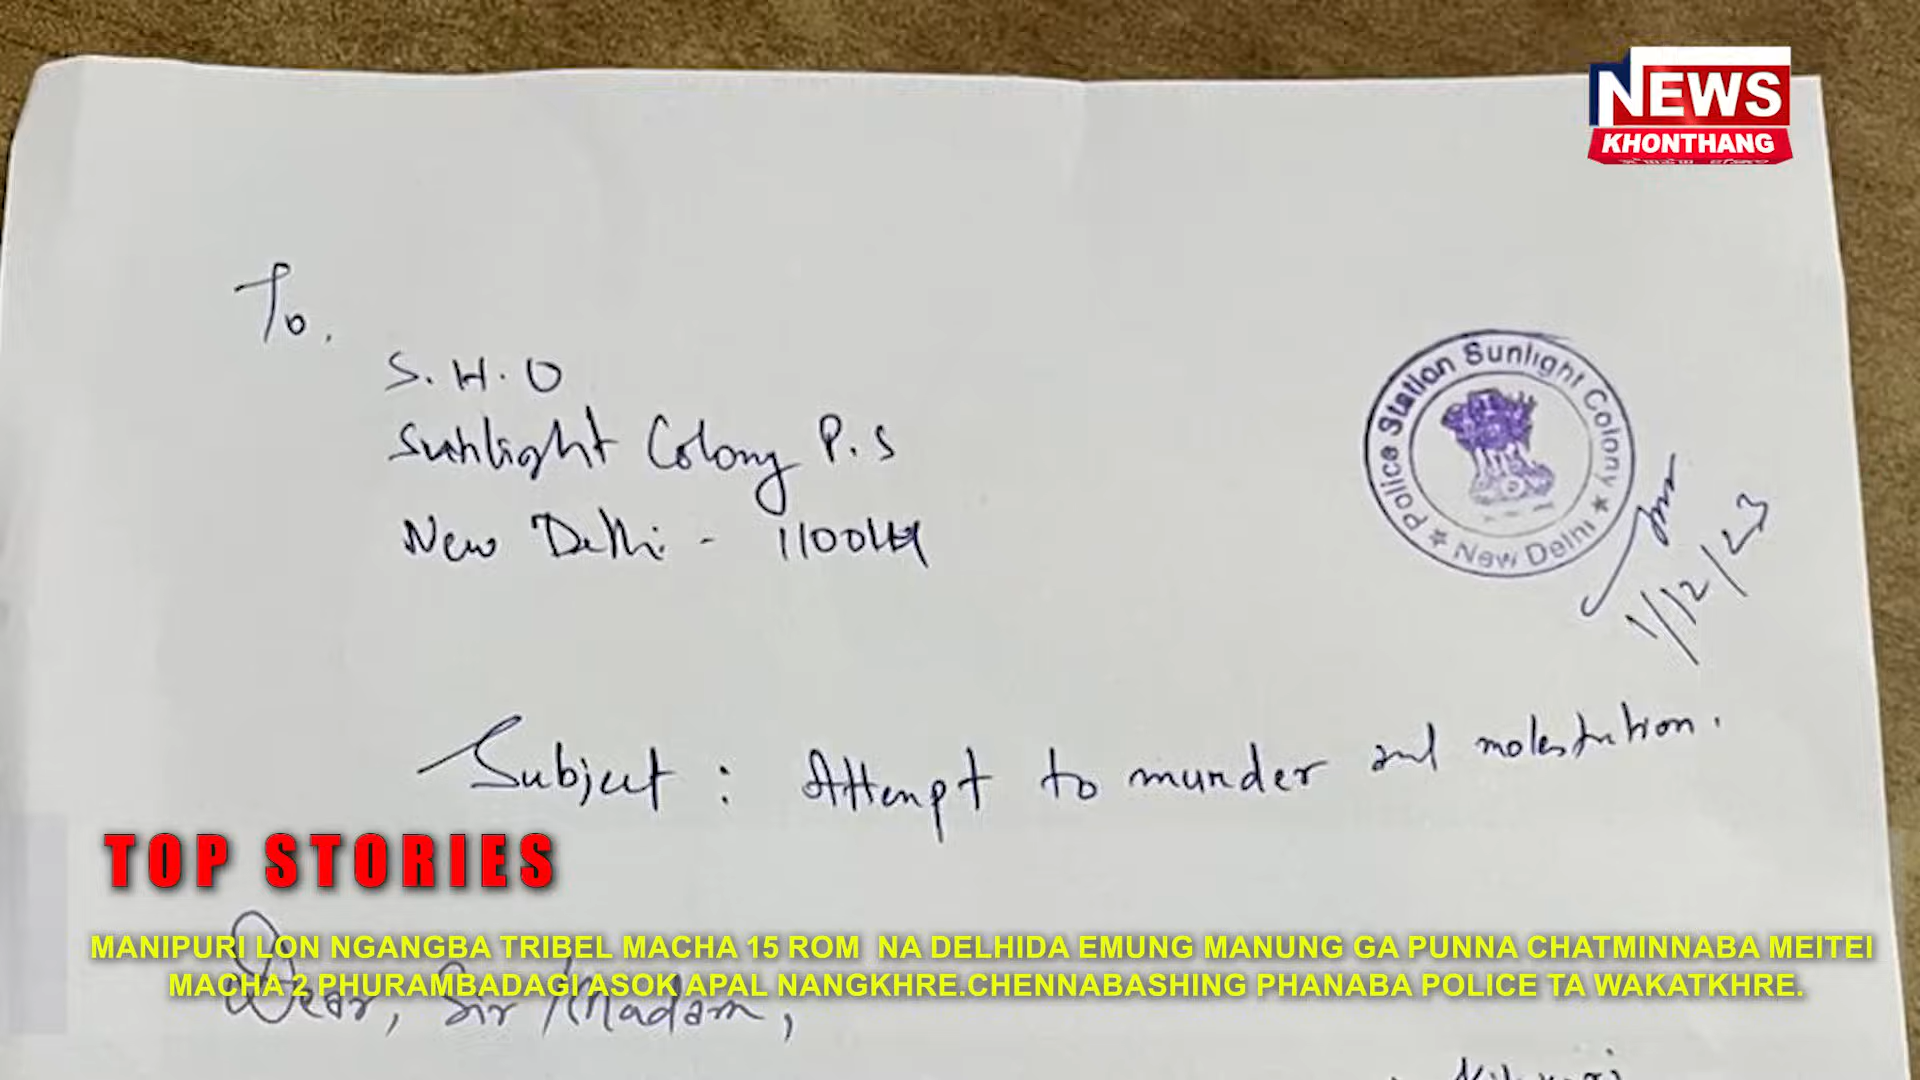 NEWS
KHONTHANG
To,
S.H.O
Sunlight Colony P.S
New Delhi -
Police Station Sunlight Colony
New Delhi
1/12/23
Subject : Attempt to murder and molestation.
TOP STORIES
MANIPURI LON NGANGBA TRIBEL MACHA 15 ROM NA DELHIDA EMUNG MANUNG GA PUNNA CHATMINNABA MEITEI
MACHA 2 PHURAMBADAGI ASOK APAL NANGKHRE.CHENNABASHING PHANABA POLICE TA WAKATKHRE.
Dear, Sir/Madam,